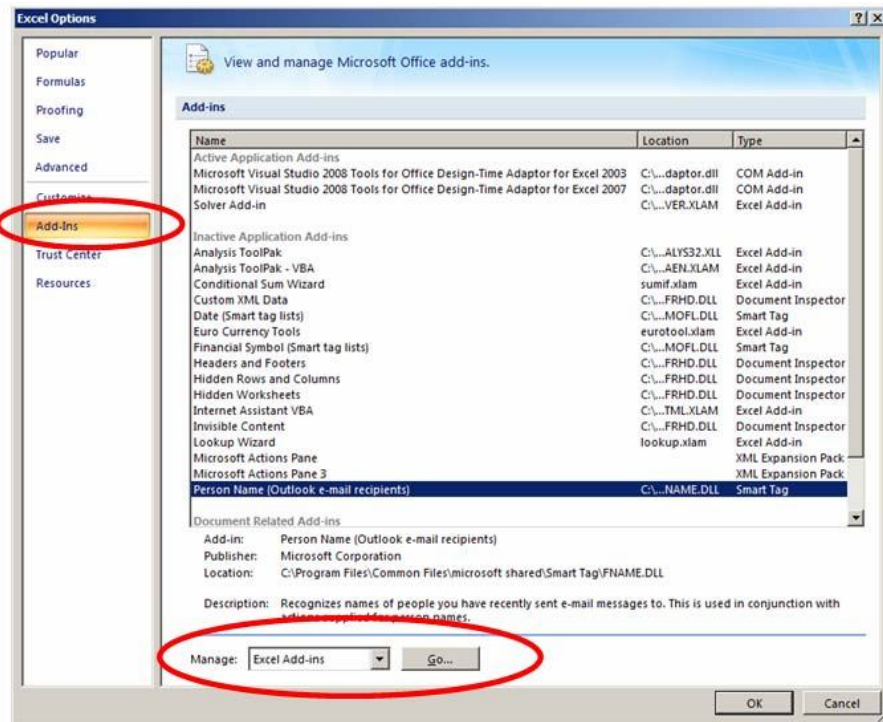 Excel Options
Popular
Formulas
Proofing
Save
Advanced
Customize
Add-Ins
Trust Center
Resources
View and manage Microsoft Office add-ins.
Add-ins
Name Location Type
Active Application Add-ins
Microsoft Visual Studio 2008 Tools for Office Design-Time Adaptor for Excel 2003 C:\...daptor.dll COM Add-in
Microsoft Visual Studio 2008 Tools for Office Design-Time Adaptor for Excel 2007 C:\...daptor.dll COM Add-in
Solver Add-in C:\...VER.XLAM Excel Add-in
Inactive Application Add-ins
Analysis ToolPak C:\...ALYS32.XLL Excel Add-in
Analysis ToolPak - VBA C:\...AEN.XLAM Excel Add-in
Conditional Sum Wizard sumif.xlam Excel Add-in
Custom XML Data C:\...FRHD.DLL Document Inspector
Date (Smart tag lists) C:\...MOFL.DLL Smart Tag
Euro Currency Tools eurotool.xlam Excel Add-in
Financial Symbol (Smart tag lists) C:\...MOFL.DLL Smart Tag
Headers and Footers C:\...FRHD.DLL Document Inspector
Hidden Rows and Columns C:\...FRHD.DLL Document Inspector
Hidden Worksheets C:\...FRHD.DLL Document Inspector
Internet Assistant VBA C:\...TML.XLAM Excel Add-in
Invisible Content C:\...FRHD.DLL Document Inspector
Lookup Wizard lookup.xlam Excel Add-in
Microsoft Actions Pane XML Expansion Pack
Microsoft Actions Pane 3 XML Expansion Pack
Person Name (Outlook e-mail recipients) C:\...NAME.DLL Smart Tag
Document Related Add-ins
Add-in: Person Name (Outlook e-mail recipients)
Publisher: Microsoft Corporation
Location: C:\Program Files\Common Files\microsoft shared\Smart Tag\FNAME.DLL
Description: Recognizes names of people you have recently sent e-mail messages to. This is used in conjunction with
actions supplied for person names.
Manage: Excel Add-ins Go...
OK Cancel